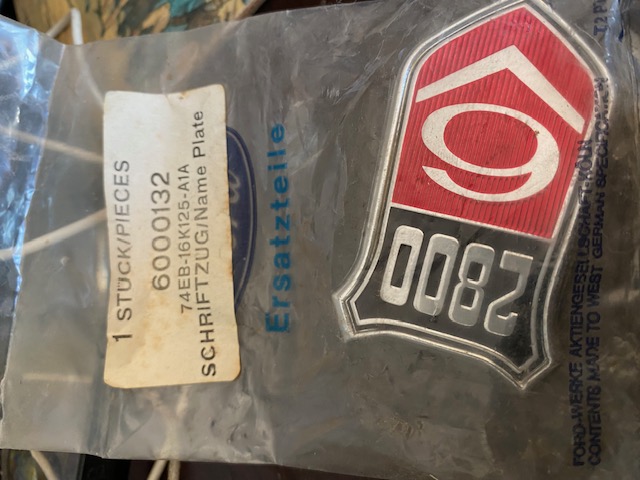 1 STÜCK/PIECES
6000132
74EB-16K125-A1A
SCHRIFTZUG/Name Plate
Ersatzteile
6
2800
FORD-WERKE AKTIENGESELLSCHAFT KÖLN
CONTENTS MADE TO WEST GERMAN SPECIFICATION